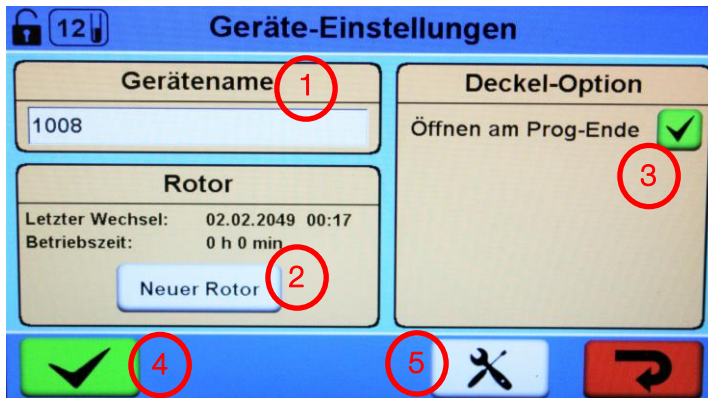 12
Geräte-Einstellungen
Gerätename
1
1008
Rotor
Letzter Wechsel: 02.02.2049 00:17
Betriebszeit: 0 h 0 min
Neuer Rotor
2
Deckel-Option
Öffnen am Prog-Ende
3
4
5